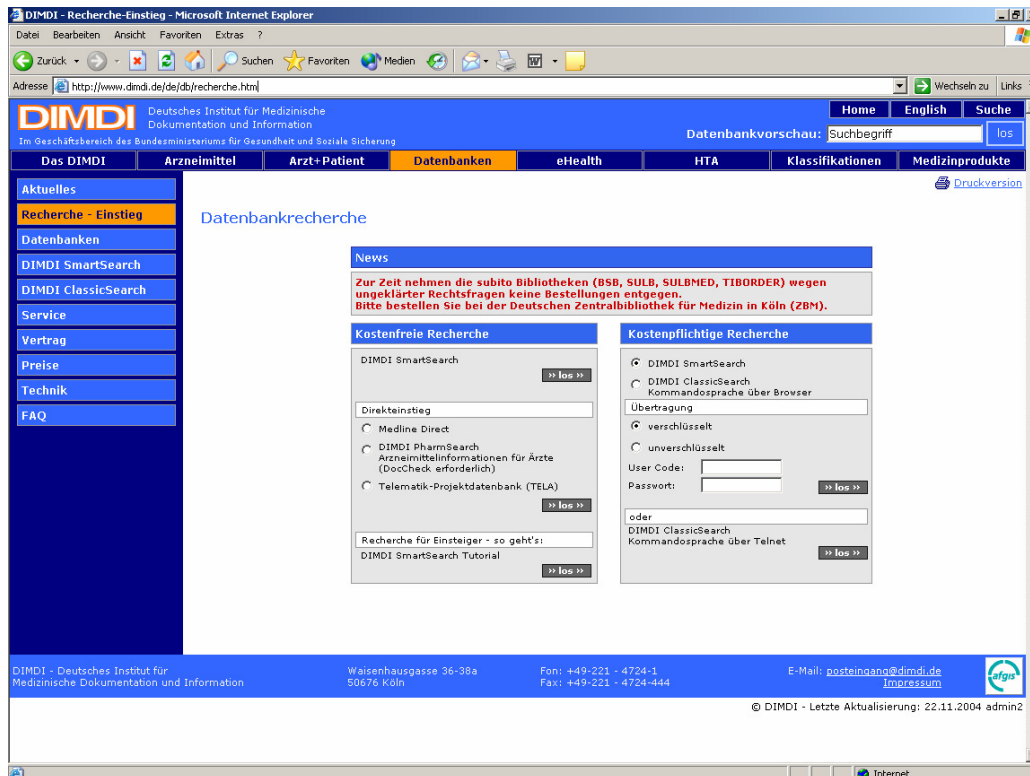 DIMDI - Recherche-Einstieg - Microsoft Internet Explorer
Datei Bearbeiten Ansicht Favoriten Extras ?
Zurück Suchen Favoriten Medien
Adresse http://www.dimdi.de/de/db/recherche.htm Wechseln zu Links
DIMDI Deutsches Institut für Medizinische
Dokumentation und Information
Im Geschäftsbereich des Bundesministeriums für Gesundheit und Soziale Sicherung
Home English Suche
Datenbankvorschau: Suchbegriff los
Das DIMDI Arzneimittel Arzt+Patient Datenbanken eHealth HTA Klassifikationen Medizinprodukte
Druckversion
Aktuelles
Recherche - Einstieg
Datenbanken
DIMDI SmartSearch
DIMDI ClassicSearch
Service
Vertrag
Preise
Technik
FAQ
Datenbankrecherche
News
Zur Zeit nehmen die subito Bibliotheken (BSB, SULB, SULBMED, TIBORDER) wegen
ungeklärter Rechtsfragen keine Bestellungen entgegen.
Bitte bestellen Sie bei der Deutschen Zentralbibliothek für Medizin in Köln (ZBM).
Kostenfreie Recherche
DIMDI SmartSearch
›› los ››
Direkteinstieg
Medline Direct
DIMDI PharmSearch
Arzneimittelinformationen für Ärzte
(DocCheck erforderlich)
Telematik-Projektdatenbank (TELA)
›› los ››
Recherche für Einsteiger - so geht's:
DIMDI SmartSearch Tutorial
›› los ››
Kostenpflichtige Recherche
DIMDI SmartSearch
DIMDI ClassicSearch
Kommandosprache über Browser
Übertragung
verschlüsselt
unverschlüsselt
User Code:
Passwort: ›› los ››
oder
DIMDI ClassicSearch
Kommandosprache über Telnet
›› los ››
DIMDI - Deutsches Institut für
Medizinische Dokumentation und Information
Waisenhausgasse 36-38a
50676 Köln
Fon: +49-221 - 4724-1
Fax: +49-221 - 4724-444
E-Mail: posteingang@dimdi.de
Impressum
afgis
© DIMDI - Letzte Aktualisierung: 22.11.2004 admin2
Internet